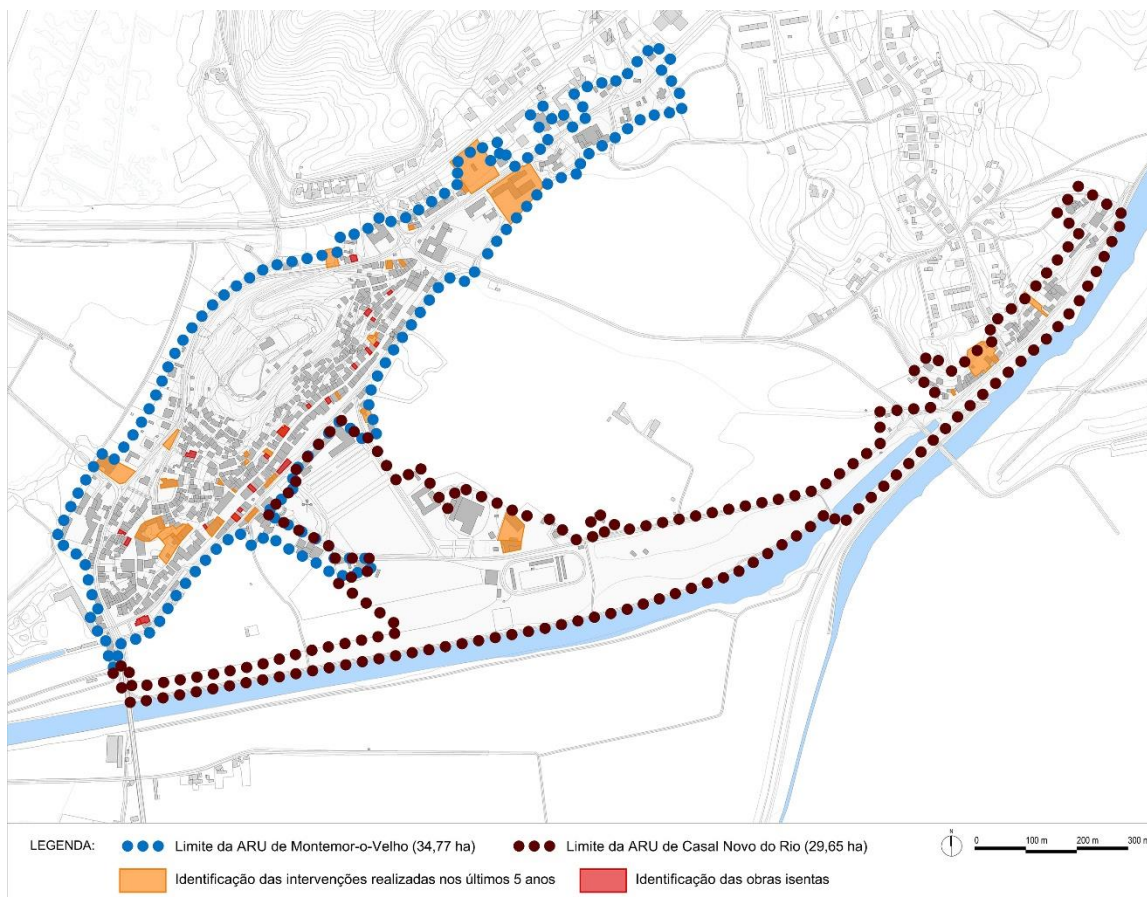 LEGENDA: Limite da ARU de Montemor-o-Velho (34,77 ha) Limite da ARU de Casal Novo do Rio (29,65 ha)
Identificação das intervenções realizadas nos últimos 5 anos Identificação das obras isentas
N
0 100 m 200 m 300 m